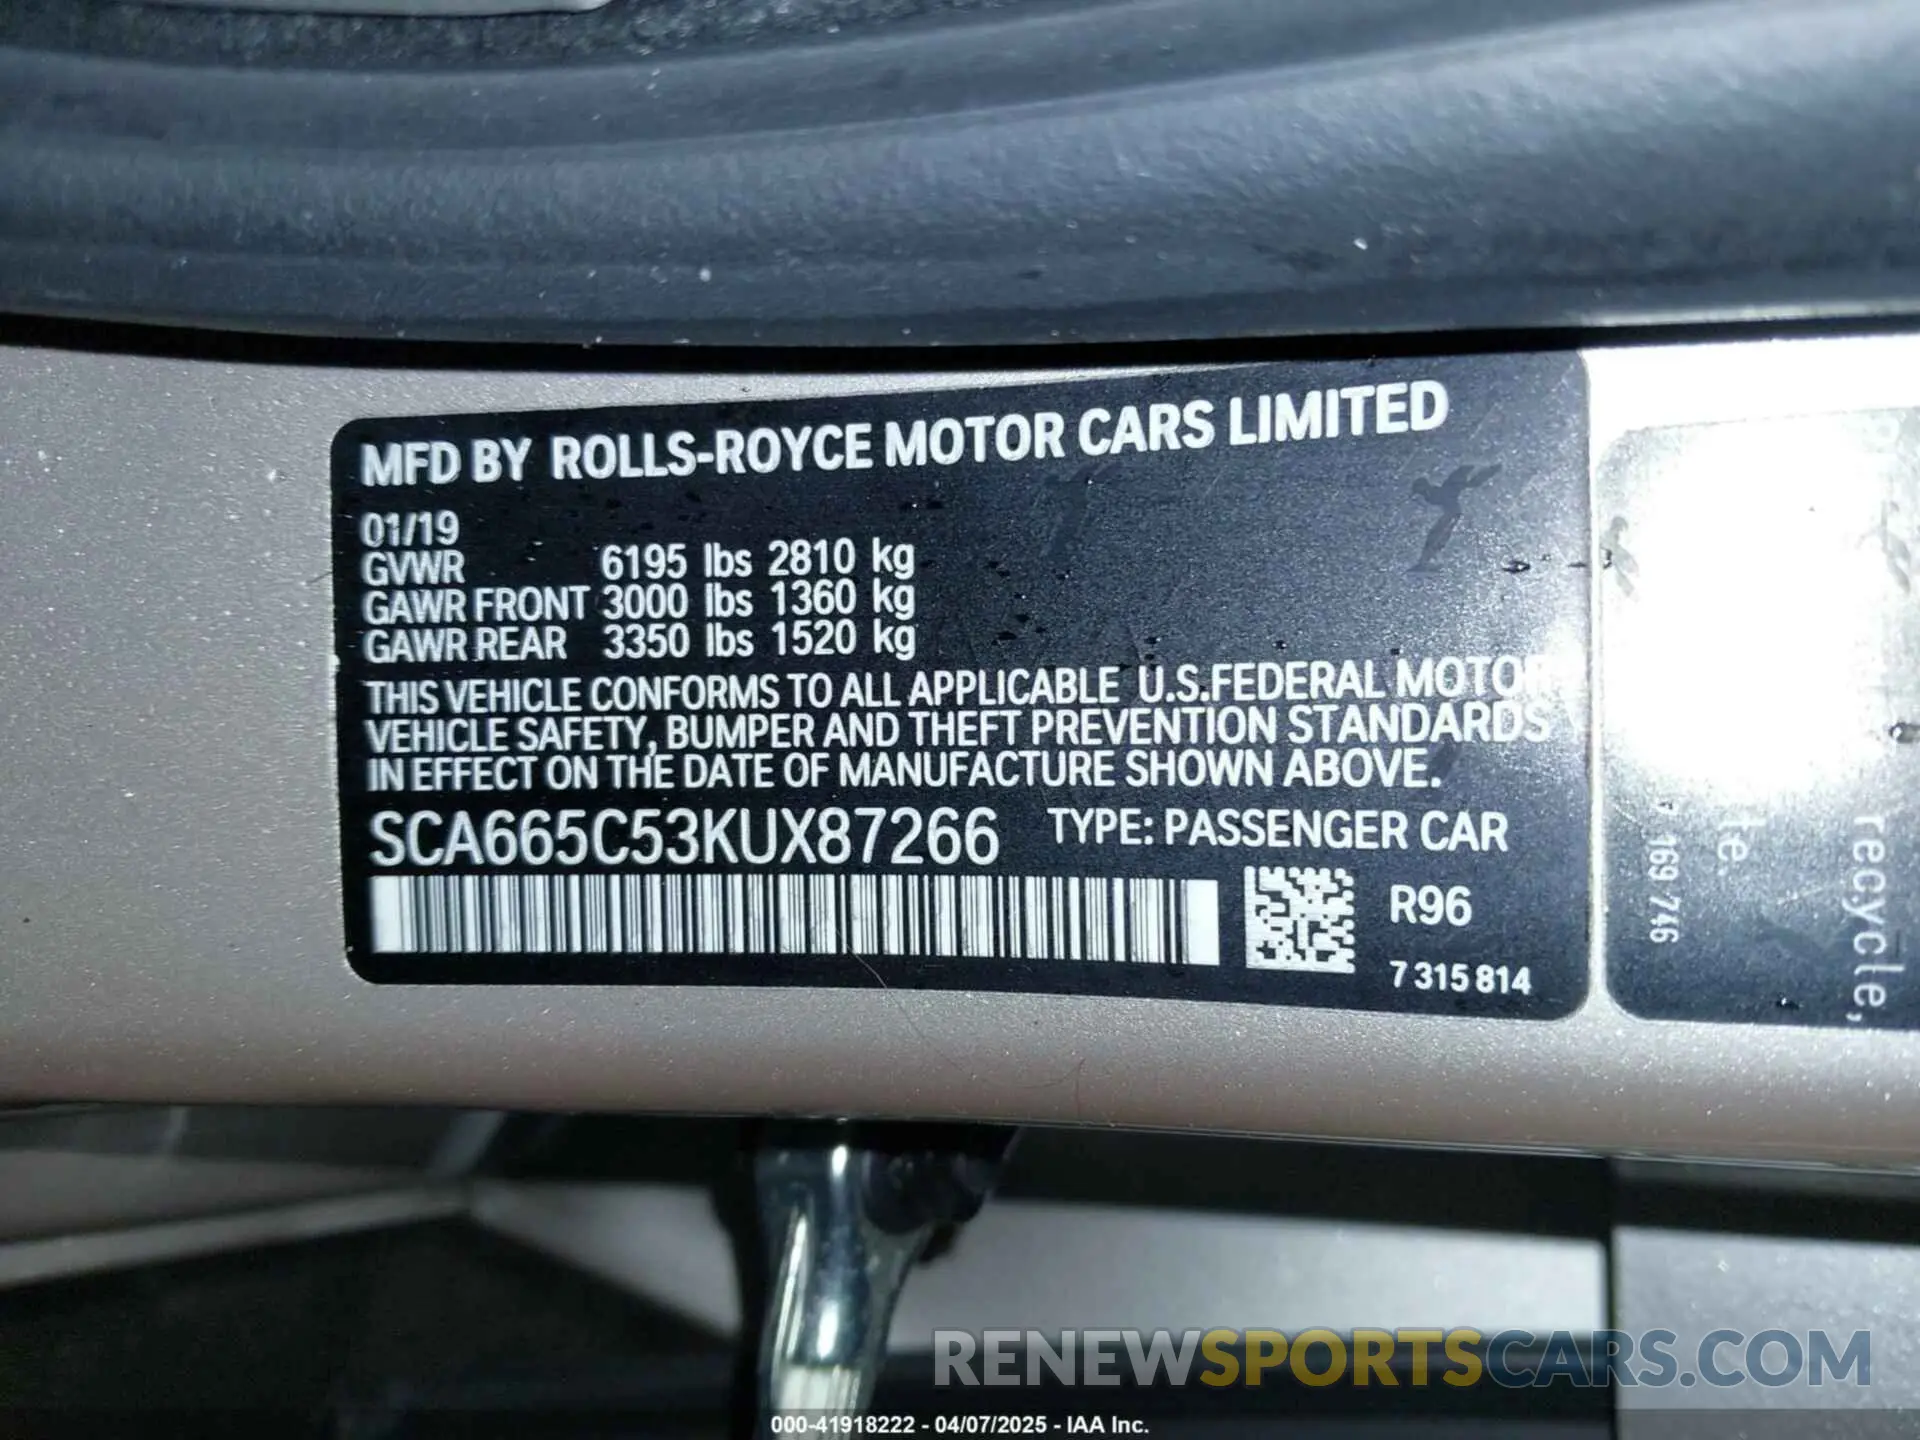 MFD BY ROLLS-ROYCE MOTOR CARS LIMITED
01/19
GVWR 6195 lbs 2810 kg
GAWR FRONT 3000 lbs 1360 kg
GAWR REAR 3350 lbs 1520 kg
THIS VEHICLE CONFORMS TO ALL APPLICABLE U.S.FEDERAL MOTOR
VEHICLE SAFETY, BUMPER AND THEFT PREVENTION STANDARDS
IN EFFECT ON THE DATE OF MANUFACTURE SHOWN ABOVE.
SCA665C53KUX87266 TYPE: PASSENGER CAR
R96
7 315 814
recycle,
te.
7 169 746
RENEWSPORTSCARS.COM
000-41918222 - 04/07/2025 - IAA Inc.